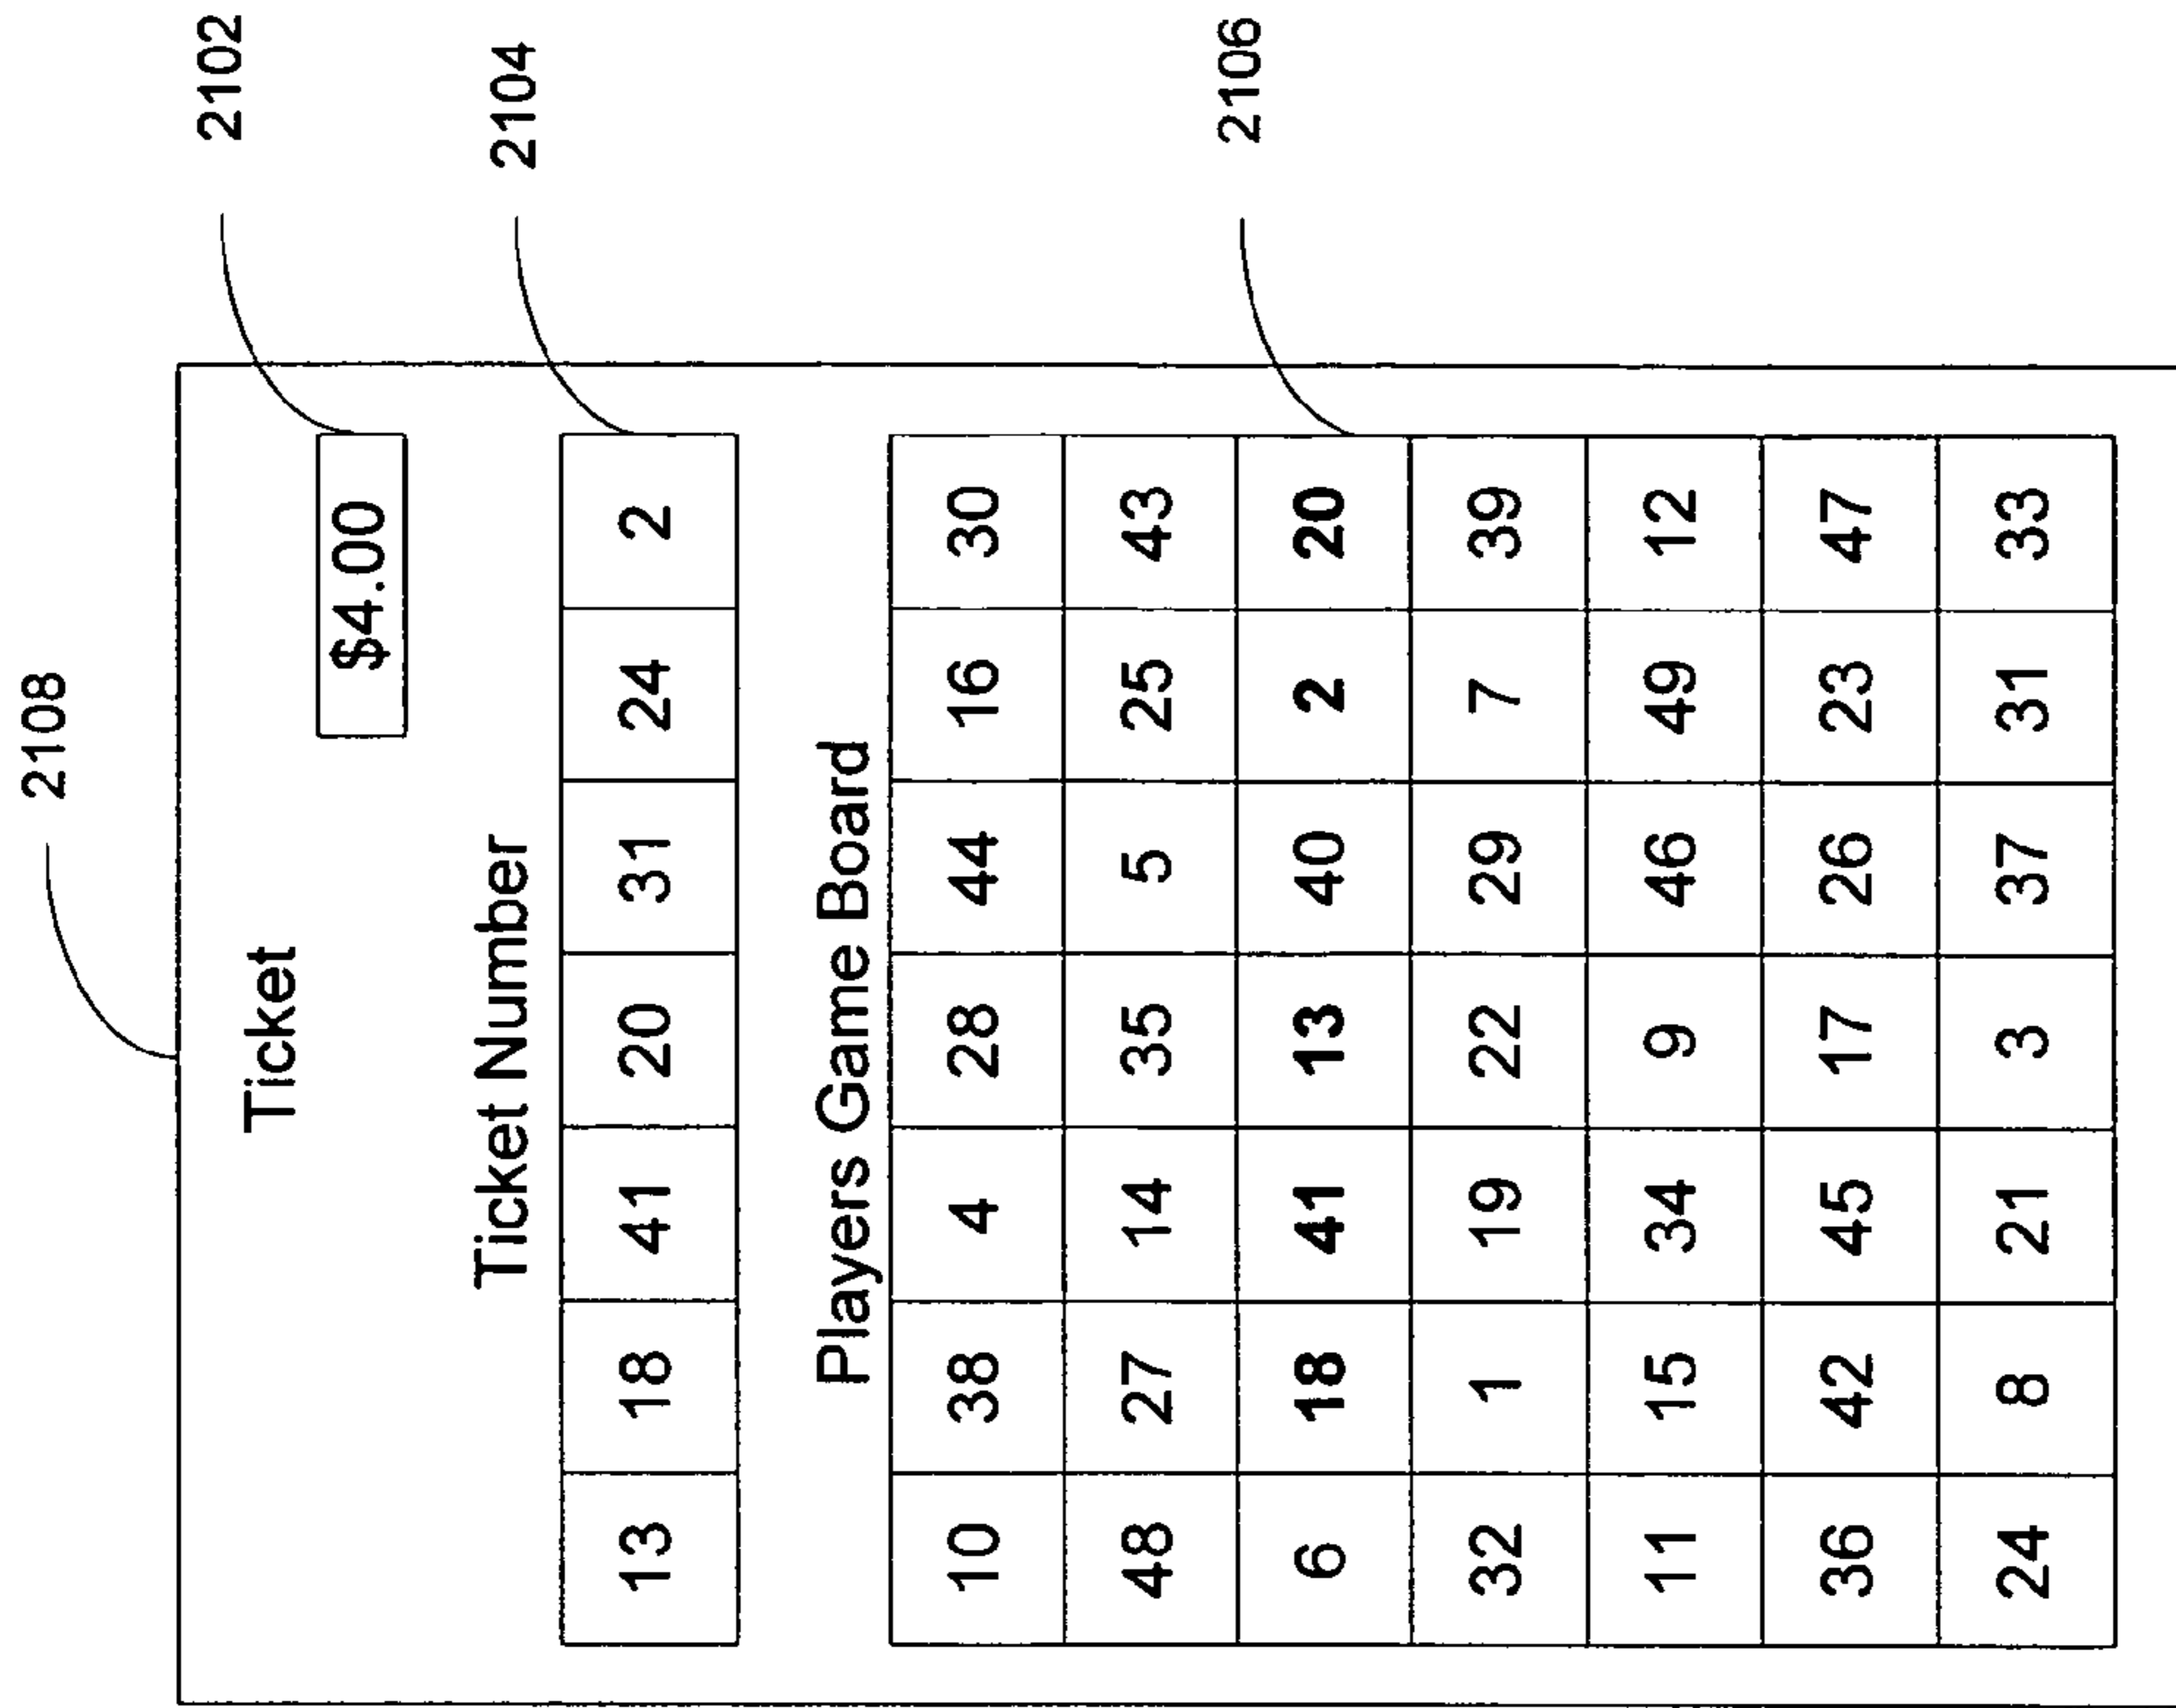 2108
Ticket
$4.00
2102
Ticket Number
13 18 41 20 31 24 2
2104
Players Game Board
10 38 4 28 44 16 30
48 27 14 35 5 25 43
6 18 41 13 40 2 20
2106
32 1 19 22 29 7 39
11 15 34 9 46 49 12
36 42 45 17 26 23 47
24 8 21 3 37 31 33